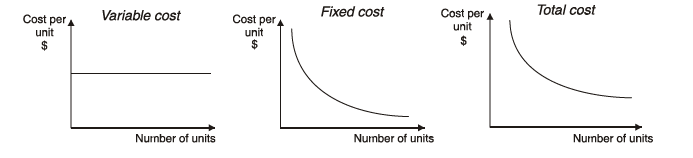 Variable cost
Cost per
unit
$
Number of units
Fixed cost
Cost per
unit
$
Number of units
Total cost
Cost per
unit
$
Number of units